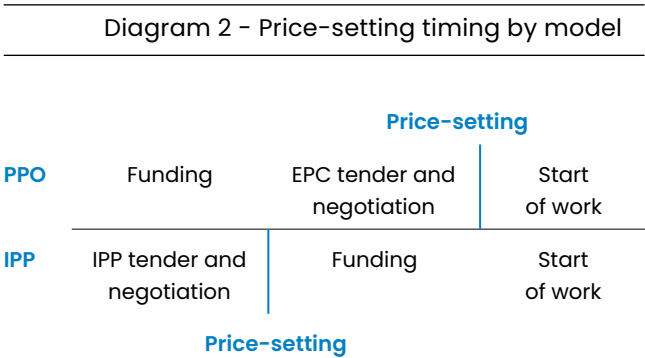 Diagram 2 - Price-setting timing by model
Price-setting
PPO Funding EPC tender and negotiation Start of work
IPP IPP tender and negotiation Funding Start of work
Price-setting